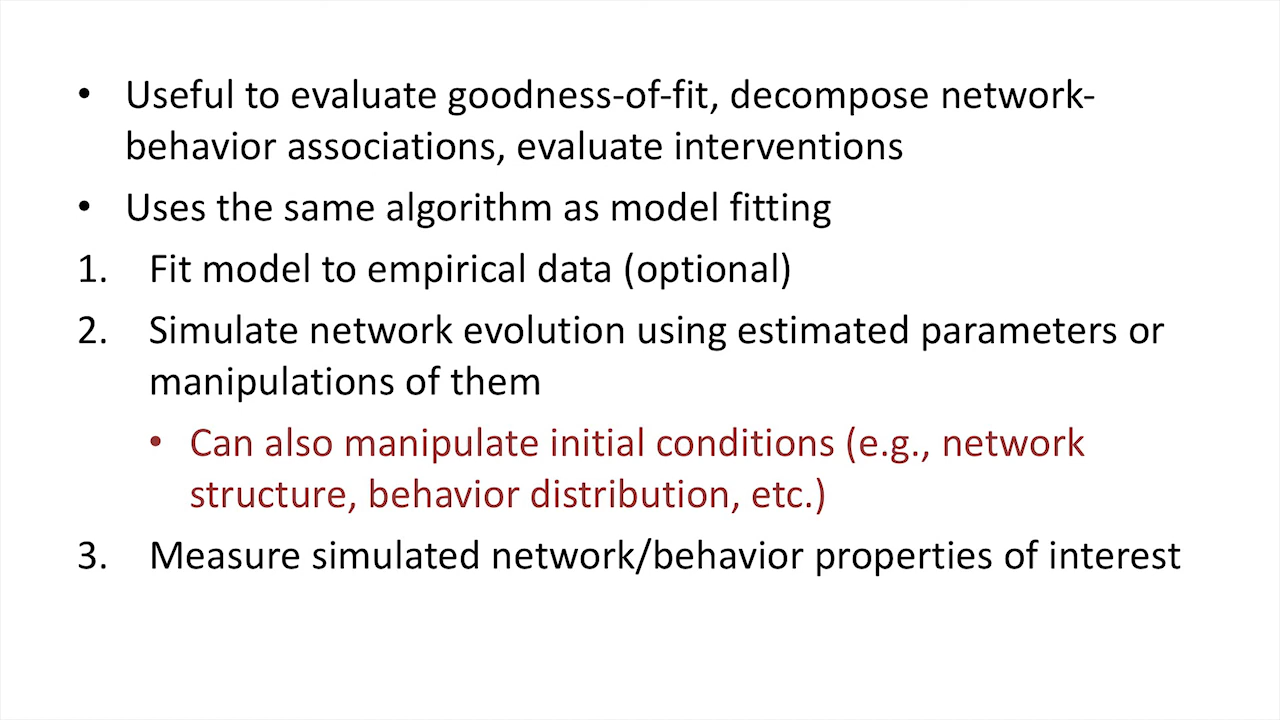 • Useful to evaluate goodness-of-fit, decompose network-
behavior associations, evaluate interventions
• Uses the same algorithm as model fitting
1. Fit model to empirical data (optional)
2. Simulate network evolution using estimated parameters or
manipulations of them
• Can also manipulate initial conditions (e.g., network
structure, behavior distribution, etc.)
3. Measure simulated network/behavior properties of interest